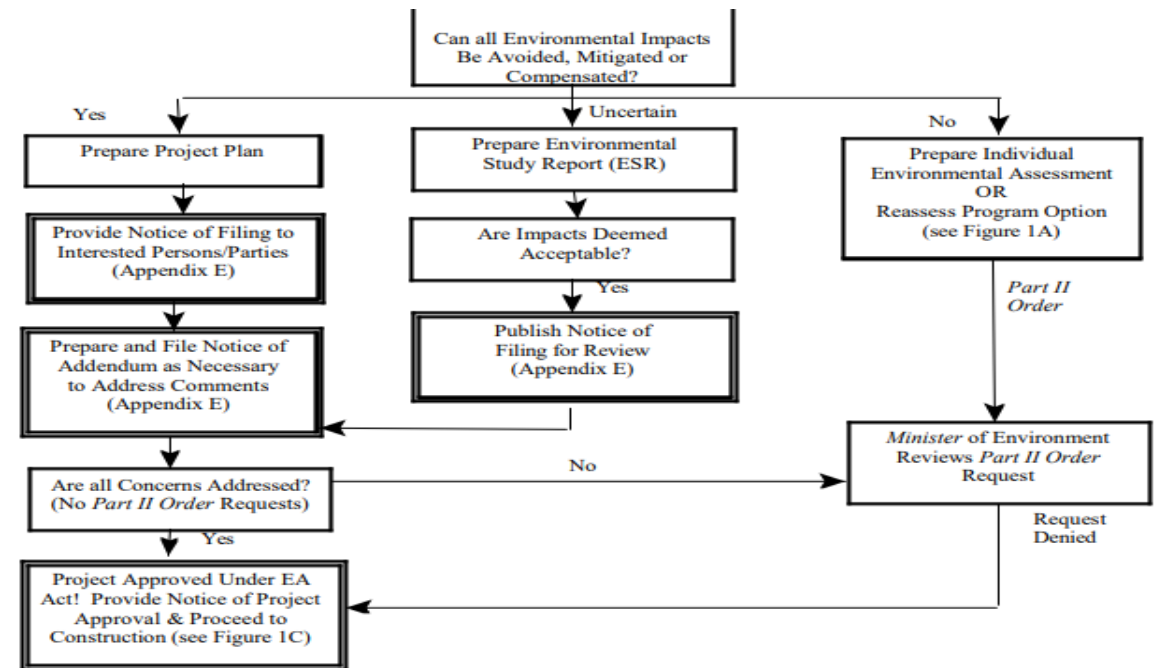 Can all Environmental Impacts
Be Avoided, Mitigated or
Compensated?
Yes
Uncertain
No
Prepare Project Plan
Prepare Environmental
Study Report (ESR)
Prepare Individual
Environmental Assessment
OR
Reassess Program Option
(see Figure 1A)
Provide Notice of Filing to
Interested Persons/Parties
(Appendix E)
Are Impacts Deemed
Acceptable?
Yes
Part II
Order
Prepare and File Notice of
Addendum as Necessary
to Address Comments
(Appendix E)
Publish Notice of
Filing for Review
(Appendix E)
Are all Concerns Addressed?
(No Part II Order Requests)
No
Minister of Environment
Reviews Part II Order
Request
Yes
Request
Denied
Project Approved Under EA
Act! Provide Notice of Project
Approval & Proceed to
Construction (see Figure 1C)